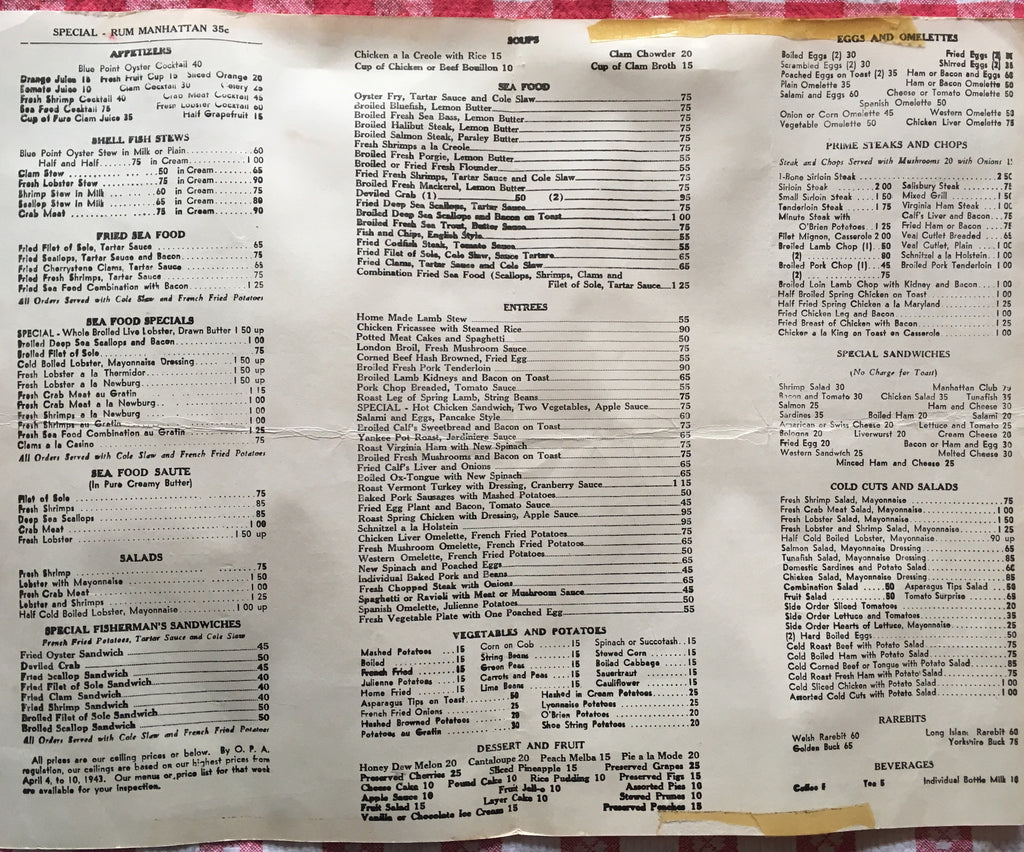 SPECIAL - RUM MANHATTAN 35c
APPETIZERS
Blue Point Oyster Cocktail 40
Orange Juice 15 Fresh Fruit Cup 15 Sliced Orange 20
Tomato Juice 10 Clam Cocktail 30 Celery 25
Fresh Shrimp Cocktail 40 Crab Meat Cocktail 45
Sea Food Cocktail 75 Fresh Lobster Cocktail 60
Cup of Pure Clam Juice 35 Half Grapefruit 15
SHELL FISH STEWS
Blue Point Oyster Stew in Milk or Plain 60
Half and Half 75 in Cream 1 00
Clam Stew 50 in Cream 65
Fresh Lobster Stew 75 in Cream 90
Shrimp Stew in Milk 60 in Cream 75
Scallop Stew in Milk 65 in Cream 80
Crab Meat 75 in Cream 90
FRIED SEA FOOD
Fried Filet of Sole, Tartar Sauce 65
Fried Scallops, Tartar Sauce and Bacon 75
Fried Cherrystone Clams, Tartar Sauce 65
Fried Fresh Shrimps, Tartar Sauce 75
Fried Sea Food Combination with Bacon 1 25
All Orders Served with Cole Slaw and French Fried Potatoes
SEA FOOD SPECIALS
SPECIAL - Whole Broiled Live Lobster, Drawn Butter 1 50 up
Broiled Deep Sea Scallops and Bacon 1 00
Broiled Filet of Sole 75
Cold Boiled Lobster, Mayonnaise Dressing 1 50 up
Fresh Lobster a la Thermidor 1 50 up
Fresh Lobster a la Newburg 1 50 up
Fresh Crab Meat au Gratin 1 15
Fresh Crab Meat a la Newburg 1 00
Fresh Shrimps a la Newburg 1 00
Fresh Shrimps au Gratin 1 00
Fresh Sea Food Combination au Gratin 1 25
Clams a la Casino 75
All Orders Served with Cole Slaw and French Fried Potatoes
SEA FOOD SAUTE
(In Pure Creamy Butter)
Filet of Sole 75
Fresh Shrimps 85
Deep Sea Scallops 85
Crab Meat 1 00
Fresh Lobster 1 50 up
SALADS
Fresh Shrimp 75
Lobster with Mayonnaise 1 50
Fresh Crab Meat 1 00
Lobster and Shrimps 1 25
Half Cold Boiled Lobster, Mayonnaise 1 00 up
SPECIAL FISHERMAN'S SANDWICHES
French Fried Potatoes, Tartar Sauce and Cole Slaw
Fried Oyster Sandwich 45
Deviled Crab 50
Fried Scallop Sandwich 40
Fried Filet of Sole Sandwich 40
Fried Clam Sandwich 40
Fried Shrimp Sandwich 40
Broiled Filet of Sole Sandwich 50
Broiled Scallop Sandwich 50
All Orders Served with Cole Slaw and French Fried Potatoes
All prices are our ceiling prices or below. By O. P. A.
regulation, our ceilings are based on our highest prices from
April 4, to 10, 1943. Our menus or price list for that week
are available for your inspection.
SOUPS
Chicken a la Creole with Rice 15 Clam Chowder 20
Cup of Chicken or Beef Bouillon 10 Cup of Clam Broth 15
SEA FOOD
Oyster Fry, Tartar Sauce and Cole Slaw 75
Broiled Bluefish, Lemon Butter 75
Broiled Fresh Sea Bass, Lemon Butter 75
Broiled Halibut Steak, Lemon Butter 75
Broiled Salmon Steak, Parsley Butter 75
Fresh Shrimps a la Creole 75
Broiled Fresh Porgie, Lemon Butter 55
Broiled or Fried Fresh Flounder 55
Fried Fresh Shrimps, Tartar Sauce and Cole Slaw 75
Broiled Fresh Mackerel, Lemon Butter 75
Deviled Crab (1) 50 (2) 95
Fried Deep Sea Scallops, Tartar Sauce 75
Broiled Deep Sea Scallops and Bacon on Toast 1 00
Broiled Fresh Sea Trout, Butter Sauce 75
Fish and Chips, English Style 55
Fried Codfish Steak, Tomato Sauce 55
Fried Filet of Sole, Cole Slaw, Sauce Tartare 65
Fried Clams, Tartar Sauce and Cole Slaw 65
Combination Fried Sea Food (Scallops, Shrimps, Clams and
Filet of Sole, Tartar Sauce 1 25
ENTREES
Home Made Lamb Stew 55
Chicken Fricassee with Steamed Rice 90
Potted Meat Cakes and Spaghetti 50
London Broil, Fresh Mushroom Sauce 75
Corned Beef Hash Browned, Fried Egg 55
Broiled Fresh Pork Tenderloin 90
Broiled Lamb Kidneys and Bacon on Toast 65
Pork Chop Breaded, Tomato Sauce 55
Roast Leg of Spring Lamb, String Beans 75
SPECIAL - Hot Chicken Sandwich, Two Vegetables, Apple Sauce 75
Salami and Eggs, Pancake Style 60
Broiled Calf's Sweetbread and Bacon on Toast 75
Yankee Pot Roast, Jardiniere Sauce 65
Roast Virginia Ham with New Spinach 75
Broiled Fresh Mushrooms and Bacon on Toast 75
Fried Calf's Liver and Onions 65
Boiled Ox-Tongue with New Spinach 65
Roast Vermont Turkey with Dressing, Cranberry Sauce 1 15
Baked Pork Sausages with Mashed Potatoes 50
Fried Egg Plant and Bacon, Tomato Sauce 45
Roast Spring Chicken with Dressing, Apple Sauce 95
Schnitzel a la Holstein 95
Chicken Liver Omelette, French Fried Potatoes 75
Fresh Mushroom Omelette, French Fried Potatoes 65
Western Omelette, French Fried Potatoes 50
New Spinach and Poached Eggs 45
Individual Baked Pork and Beans 45
Fresh Chopped Steak with Onions 65
Spaghetti or Ravioli with Meat or Mushroom Sauce 45
Spanish Omelette, Julienne Potatoes 50
Fresh Vegetable Plate with One Poached Egg 55
VEGETABLES AND POTATOES
Mashed Potatoes 15 Corn on Cob 15 Spinach or Succotash 15
Boiled 15 String Beans 15 Stewed Corn 15
French Fried 15 Green Peas 15 Boiled Cabbage 15
Julienne Potatoes 15 Carrots and Peas 15 Sauerkraut 15
Home Fried 15 Lima Beans 15 Cauliflower 15
Asparagus Tips on Toast 50 Hashed in Cream Potatoes 20
French Fried Onions 25 Lyonnaise Potatoes 25
Hashed Browned Potatoes 20 O'Brien Potatoes 20
Potatoes au Gratin 30 Shoe String Potatoes 20
DESSERT AND FRUIT
Honey Dew Melon 20 Cantaloupe 20 Peach Melba 15 Pie a la Mode 20
Preserved Cherries 25 Sliced Pineapple 15 Preserved Grapes 25
Cheese Cake 10 Pound Cake 10 Rice Pudding 10 Preserved Figs 15
Apple Sauce 10 Fruit Jell-o 10 Assorted Pies 10
Fruit Salad 15 Layer Cake 10 Stewed Prunes 10
Vanilla or Chocolate Ice Cream 15 Preserved Peaches 15
EGGS AND OMELETTES
Boiled Eggs (2) 30 Fried Eggs (2)
Scrambled Eggs (2) 35 Shirred Eggs (2) 35
Poached Eggs on Toast (2) 35 Ham or Bacon and Eggs 60
Plain Omelette 35 Ham or Bacon Omelette 50
Salami and Eggs 60 Cheese or Tomato Omelette 50
Spanish Omelette 50
Onion or Corn Omelette 45 Western Omelette 50
Vegetable Omelette 50 Chicken Liver Omelette 75
PRIME STEAKS AND CHOPS
Steak and Chops Served with Mushrooms 20 with Onions
T-Bone Sirloin Steak 2 50
Sirloin Steak 2 00 Salisbury Steak 75
Small Sirloin Steak 1 50 Mixed Grill 1 50
Tenderloin Steak 1 75 Virginia Ham Steak 1 00
Minute Steak with Calf's Liver and Bacon 75
O'Brien Potatoes 1 75 Fried Ham or Bacon
Filet Mignon, Casserole 2 00 Veal Cutlet Breaded 65
Broiled Lamb Chop (1) 50 Veal Cutlet, Plain 1 00
(2) 95 Schnitzel a la Holstein 1 00
Broiled Pork Chop (1) 45 Broiled Pork Tenderloin 1 00
(2) 75
Broiled Loin Lamb Chop with Kidney and Bacon 1 00
Half Broiled Spring Chicken on Toast 1 00
Half Fried Spring Chicken a la Maryland 1 25
Fried Chicken Leg and Bacon 1 00
Fried Breast of Chicken with Bacon 1 25
Chicken a la King on Toast en Casserole 1 00
SPECIAL SANDWICHES
(No Charge for Toast)
Shrimp Salad 30 Manhattan Club 75
Bacon and Tomato 30 Chicken Salad 35 Tunafish 35
Salmon 25 Ham and Cheese 30
Sardines 35 Boiled Ham 20 Salami 20
American or Swiss Cheese 20 Lettuce and Tomato 25
Bologna 20 Liverwurst 20 Cream Cheese 20
Fried Egg 20 Bacon or Ham and Egg 30
Western Sandwich 25 Melted Cheese 30
Minced Ham and Cheese 25
COLD CUTS AND SALADS
Fresh Shrimp Salad, Mayonnaise 75
Fresh Crab Meat Salad, Mayonnaise 1 00
Fresh Lobster Salad, Mayonnaise 1 50
Fresh Lobster and Shrimp Salad, Mayonnaise 1 25
Half Cold Boiled Lobster, Mayonnaise 90 up
Salmon Salad, Mayonnaise Dressing 65
Tunafish Salad, Mayonnaise Dressing 85
Domestic Sardines and Potato Salad 60
Chicken Salad, Mayonnaise Dressing 85
Combination Salad 50 Asparagus Tips Salad 50
Fruit Salad 50 Tomato Surprise 65
Side Order Sliced Tomatoes 20
Side Order Lettuce and Tomatoes 35
Side Order Hearts of Lettuce, Mayonnaise 25
(2) Hard Boiled Eggs 50
Cold Roast Beef with Potato Salad 75
Cold Boiled Ham with Potato Salad 75
Cold Corned Beef or Tongue with Potato Salad 85
Cold Roast Fresh Ham with Potato Salad 75
Cold Sliced Chicken with Potato Salad 1 00
Assorted Cold Cuts with Potato Salad 1 00
RAREBITS
Welsh Rarebit 60 Long Island Rarebit 60
Golden Buck 65 Yorkshire Buck 75
BEVERAGES
Coffee 5 Tea 5 Individual Bottle Milk 10